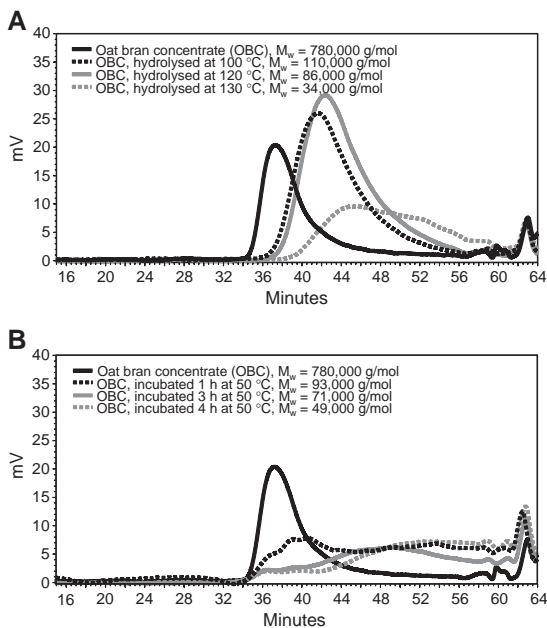 A
40
Oat bran concentrate (OBC), Mw = 780,000 g/mol
35
OBC, hydrolysed at 100 °C, Mw = 110,000 g/mol
OBC, hydrolysed at 120 °C, Mw = 86,000 g/mol
30
OBC, hydrolysed at 130 °C, Mw = 34,000 g/mol
25
mV
20
15
10
5
0
16 20 24 28 32 36 40 44 48 52 56 60 64
Minutes
B
40
Oat bran concentrate (OBC), Mw = 780,000 g/mol
35
OBC, incubated 1 h at 50 °C, Mw = 93,000 g/mol
OBC, incubated 3 h at 50 °C, Mw = 71,000 g/mol
30
OBC, incubated 4 h at 50 °C, Mw = 49,000 g/mol
25
mV
20
15
10
5
0
16 20 24 28 32 36 40 44 48 52 56 60 64
Minutes